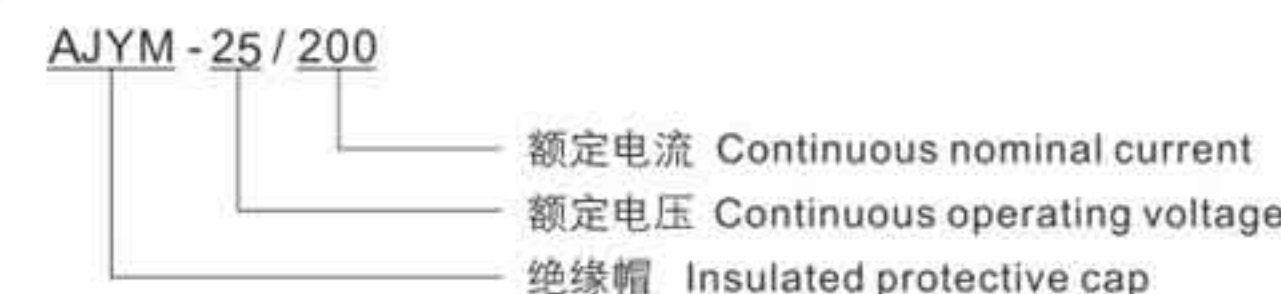 AJYM - 25 / 200
额定电流 Continuous nominal current
额定电压 Continuous operating voltage
绝缘帽 Insulated protective cap